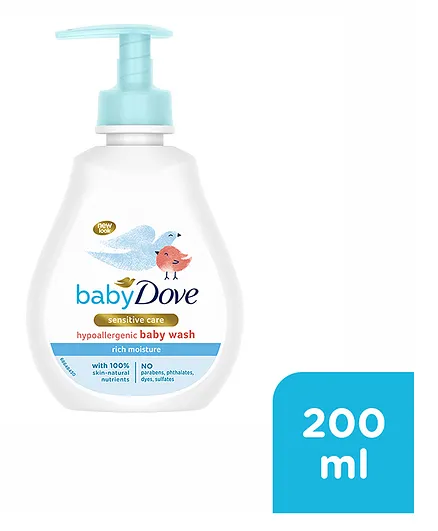 new
look
baby Dove
sensitive care
hypoallergenic baby wash
rich moisture
with 100%
skin-natural
nutrients
NO
parabens, phthalates,
dyes, sulfates
200
ml